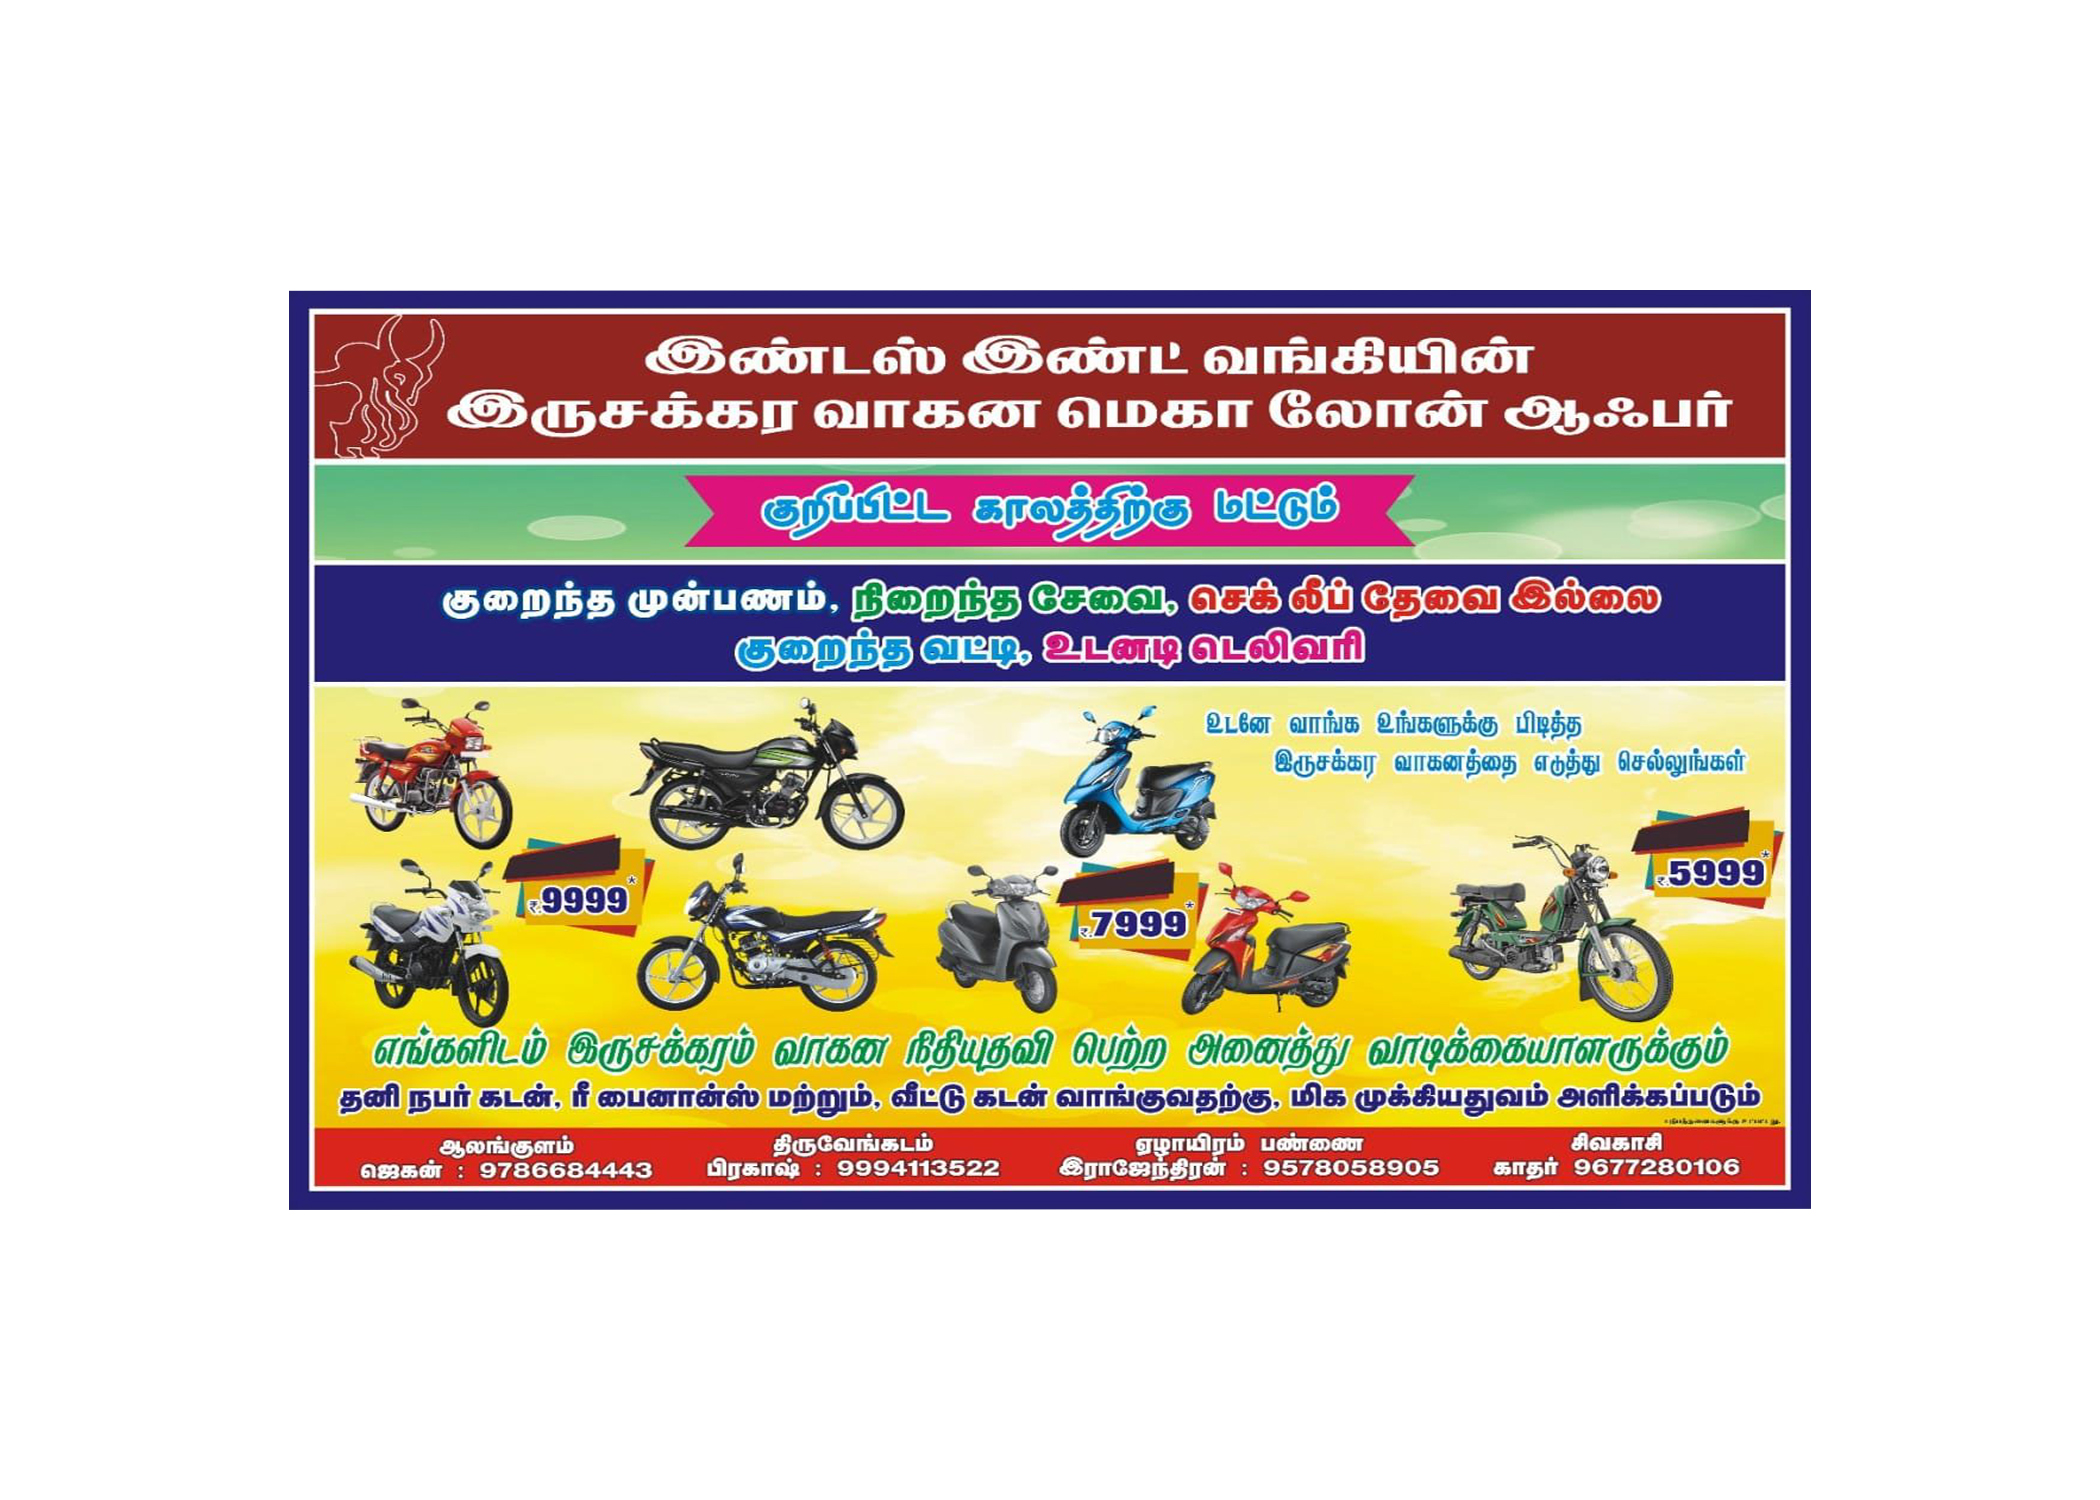 இண்டஸ் இண்ட் வங்கியின்
இருசக்கர வாகன மெகா லோன் ஆஃபர்
குறிப்பிட்ட காலத்திற்கு மட்டும்
குறைந்த முன்பணம், நிறைந்த சேவை, செக் லீப் தேவை இல்லை
குறைந்த வட்டி, உடனடி டெலிவரி
உடனே வாங்க உங்களுக்கு பிடித்த
இருசக்கர வாகனத்தை எடுத்து செல்லுங்கள்
₹.9999*
₹.7999*
₹.5999*
எங்களிடம் இருசக்கரம் வாகன நிதியுதவி பெற்ற அனைத்து வாடிக்கையாளருக்கும்
தனி நபர் கடன், ரீ பைனான்ஸ் மற்றும், வீட்டு கடன் வாங்குவதற்கு, மிக முக்கியதுவம் அளிக்கப்படும்
ஆலங்குளம்
ஜெகன் : 9786684443
திருவேங்கடம்
பிரகாஷ் : 9994113522
ஏழாயிரம் பண்ணை
இராஜேந்திரன் : 9578058905
சிவகாசி
காதர் 9677280106